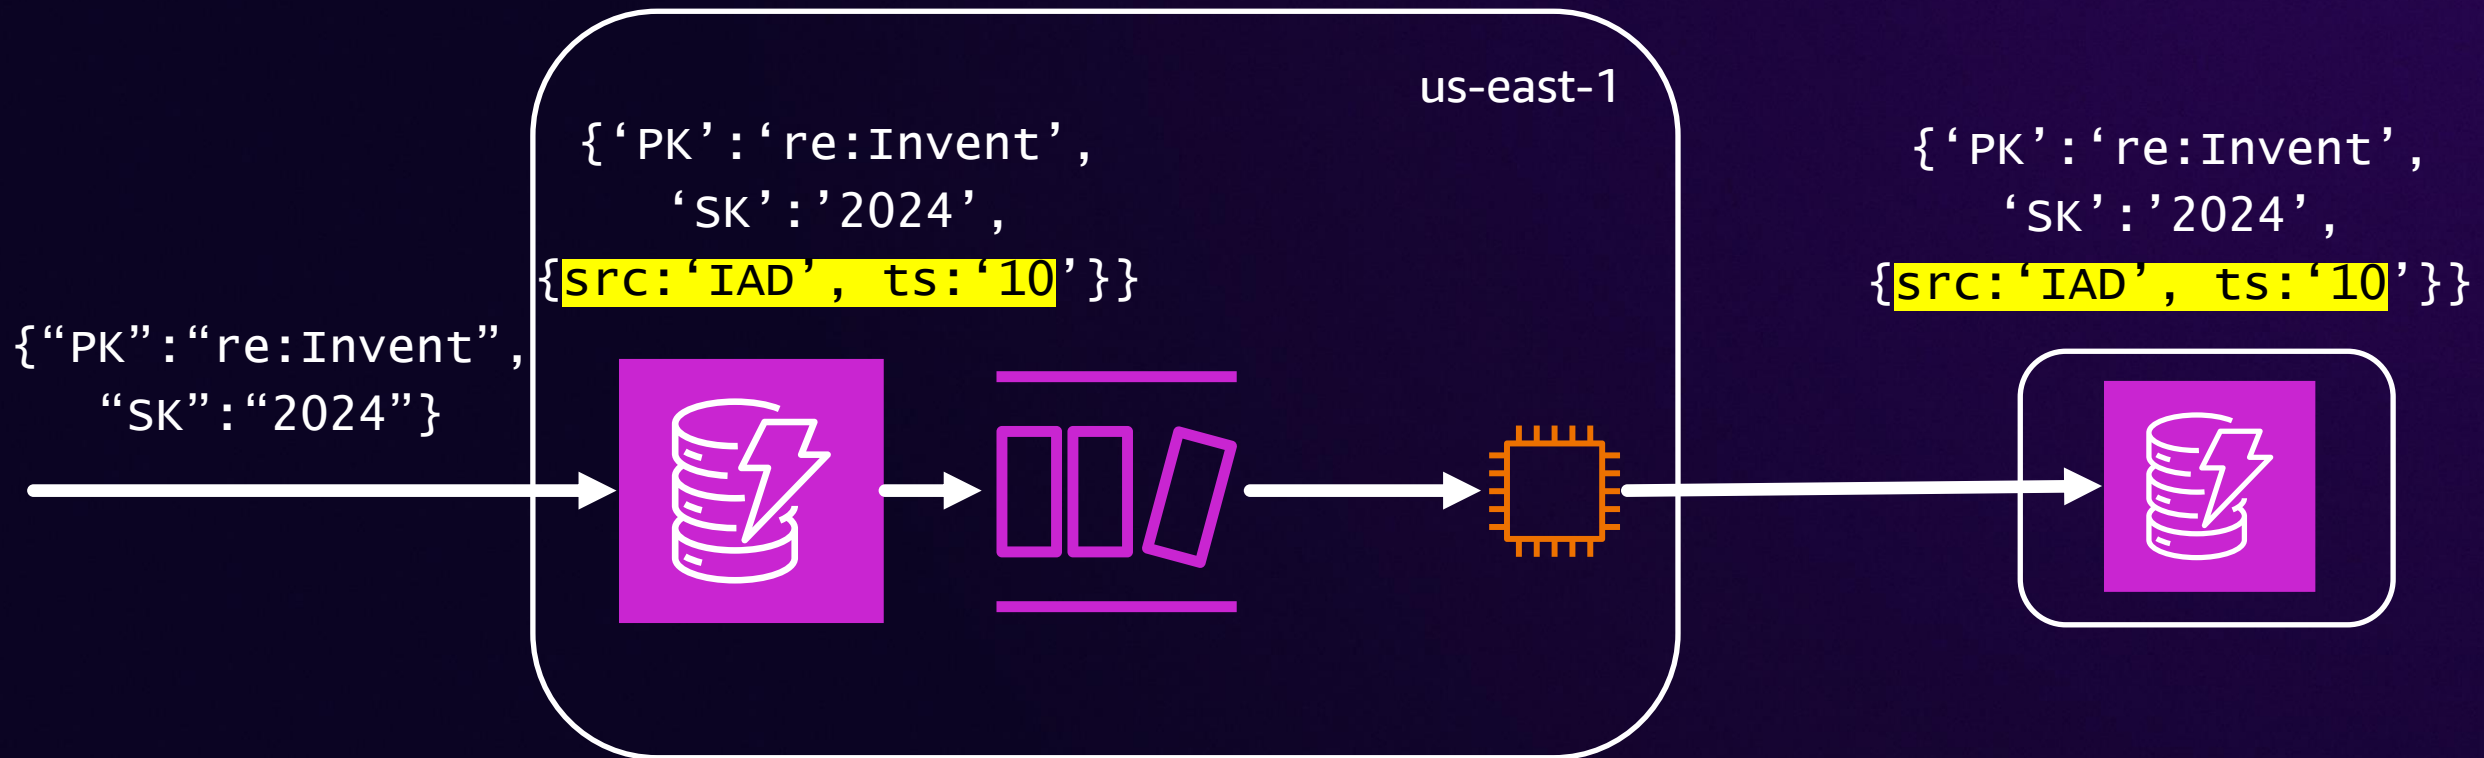 {“PK”:“re:Invent”,
“SK”:“2024”}
us-east-1
{‘PK’:‘re:Invent’,
‘SK’:’2024’,
{src:‘IAD’, ts:‘10’}}
{‘PK’:‘re:Invent’,
‘SK’:’2024’,
{src:‘IAD’, ts:‘10’}}